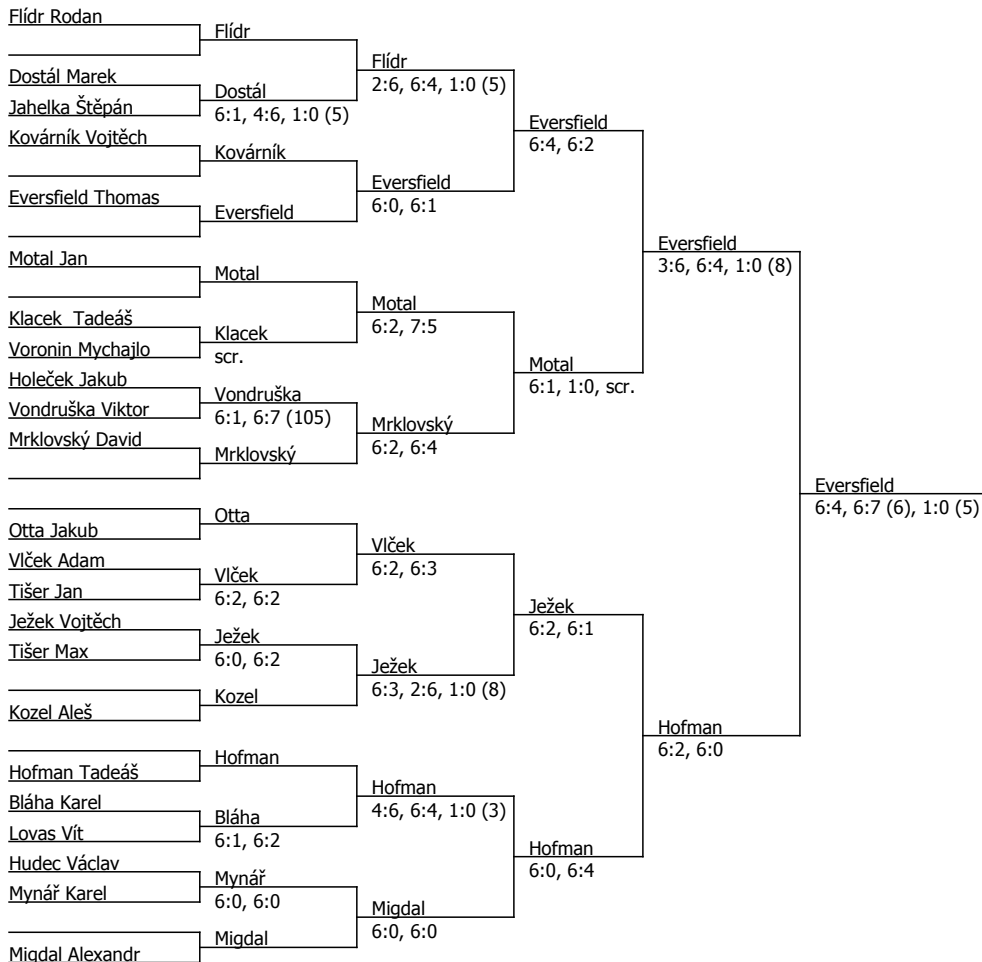 Flídr Rodan
Dostál Marek
Jahelka Štěpán
Kovárník Vojtěch
Eversfield Thomas
Motal Jan
Klacek  Tadeáš
Voronin Mychajlo
Holeček Jakub
Vondruška Viktor
Mrklovský David
Otta Jakub
Vlček Adam
Tišer Jan
Ježek Vojtěch
Tišer Max
Kozel Aleš
Hofman Tadeáš
Bláha Karel
Lovas Vít
Hudec Václav
Mynář Karel
Migdal Alexandr
Flídr
Dostál
6:1, 4:6, 1:0 (5)
Kovárník
Eversfield
Motal
Klacek
scr.
Vondruška
6:1, 6:7 (105)
Mrklovský
Otta
Vlček
6:2, 6:2
Ježek
6:0, 6:2
Kozel
Hofman
Bláha
6:1, 6:2
Mynář
6:0, 6:0
Migdal
Flídr
2:6, 6:4, 1:0 (5)
Eversfield
6:0, 6:1
Motal
6:2, 7:5
Mrklovský
6:2, 6:4
Vlček
6:2, 6:3
Ježek
6:3, 2:6, 1:0 (8)
Hofman
4:6, 6:4, 1:0 (3)
Migdal
6:0, 6:0
Eversfield
6:4, 6:2
Motal
6:1, 1:0, scr.
Ježek
6:2, 6:1
Hofman
6:0, 6:4
Eversfield
3:6, 6:4, 1:0 (8)
Hofman
6:2, 6:0
Eversfield
6:4, 6:7 (6), 1:0 (5)